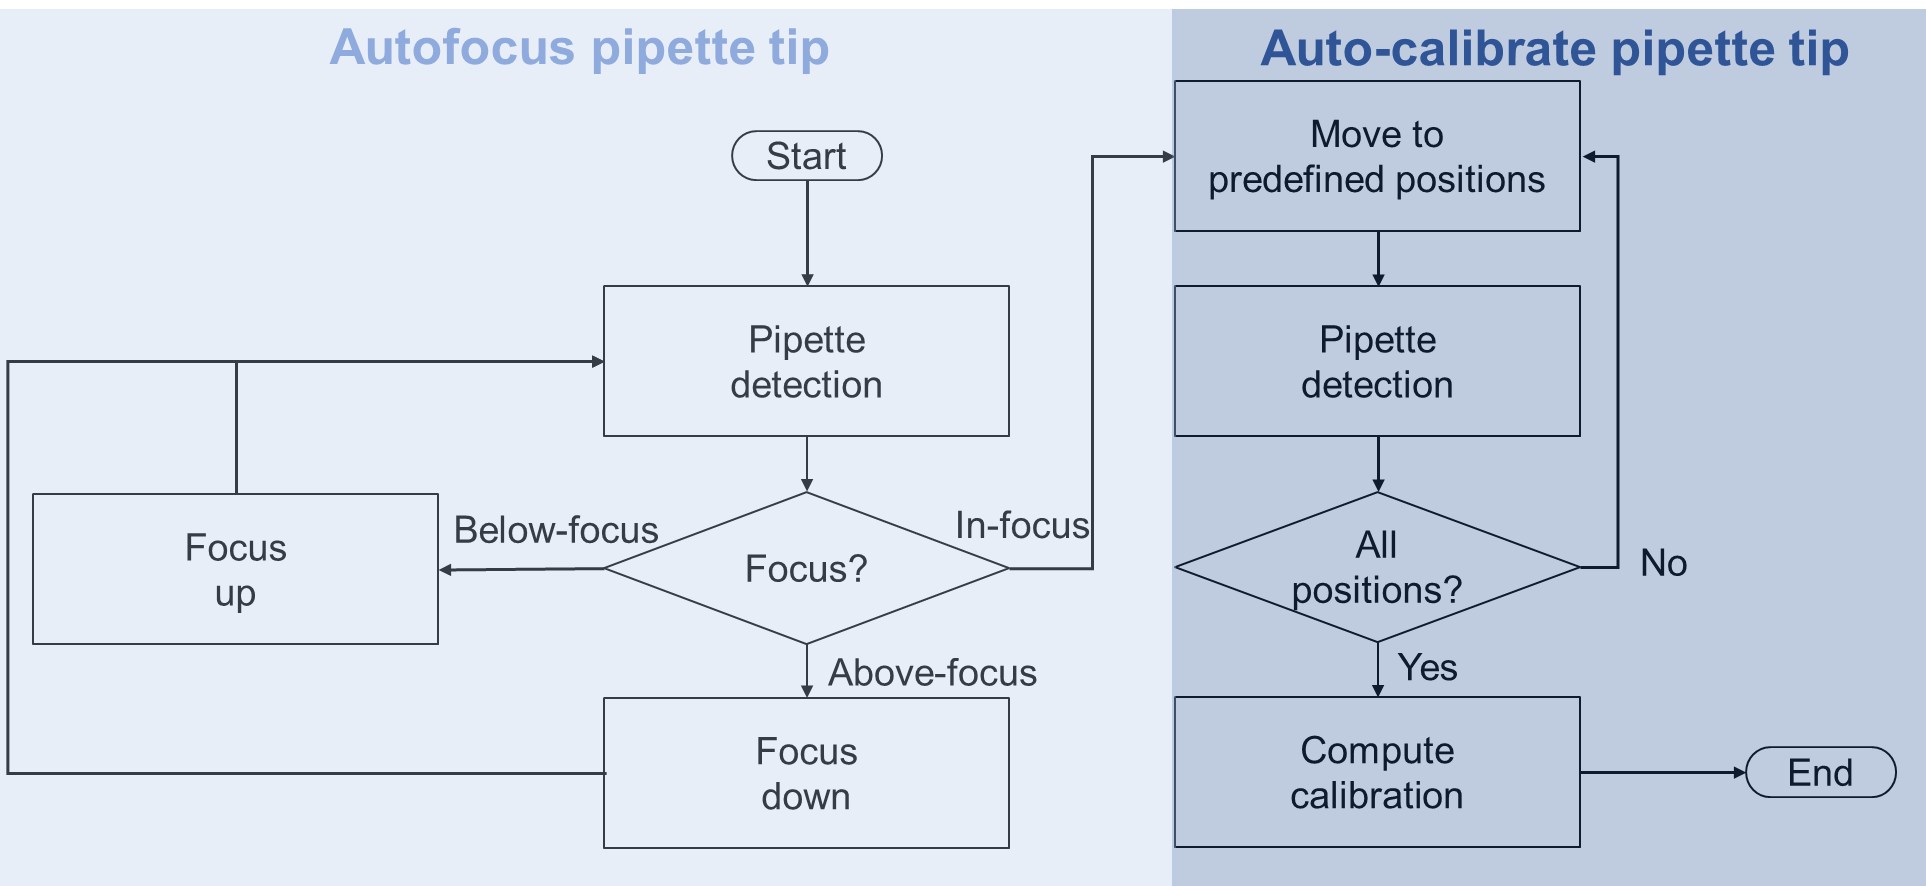 Autofocus pipette tip
Start
Pipette
detection
Below-focus
Focus?
In-focus
Focus
up
Above-focus
Focus
down
Auto-calibrate pipette tip
Move to
predefined positions
Pipette
detection
All
positions?
No
Yes
Compute
calibration
End